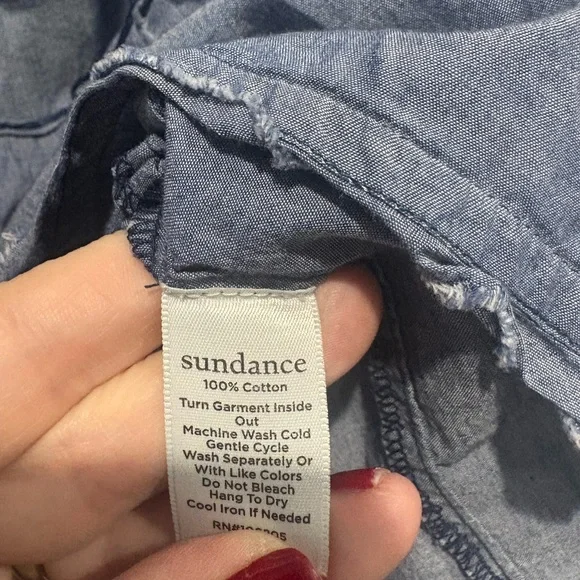 sundance
100% Cotton
Turn Garment Inside
Out
Machine Wash Cold
Gentle Cycle
Wash Separately Or
With Like Colors
Do Not Bleach
Hang To Dry
Cool Iron If Needed